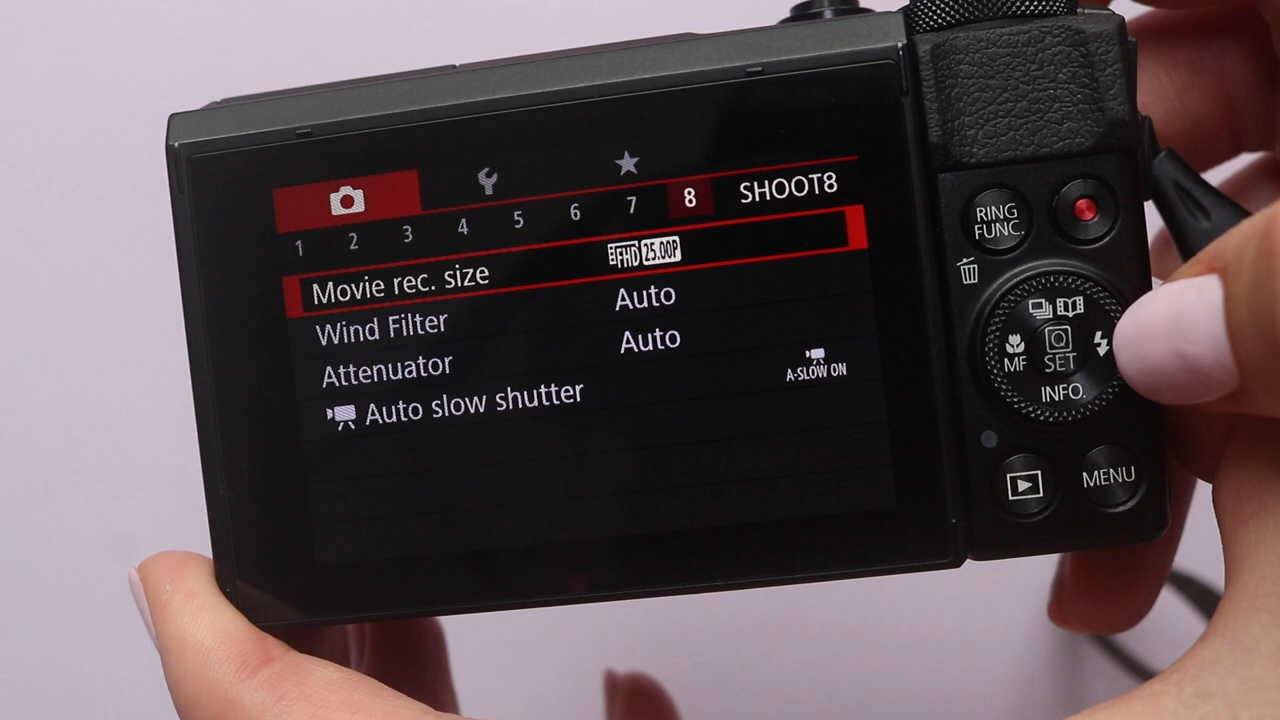 1 2 3 4 5 6 7 8 SHOOT8
Movie rec. size FHD 25.00P
Wind Filter Auto
Attenuator Auto
Auto slow shutter A-SLOW ON
RING
FUNC.
MF
Q
SET
INFO.
MENU